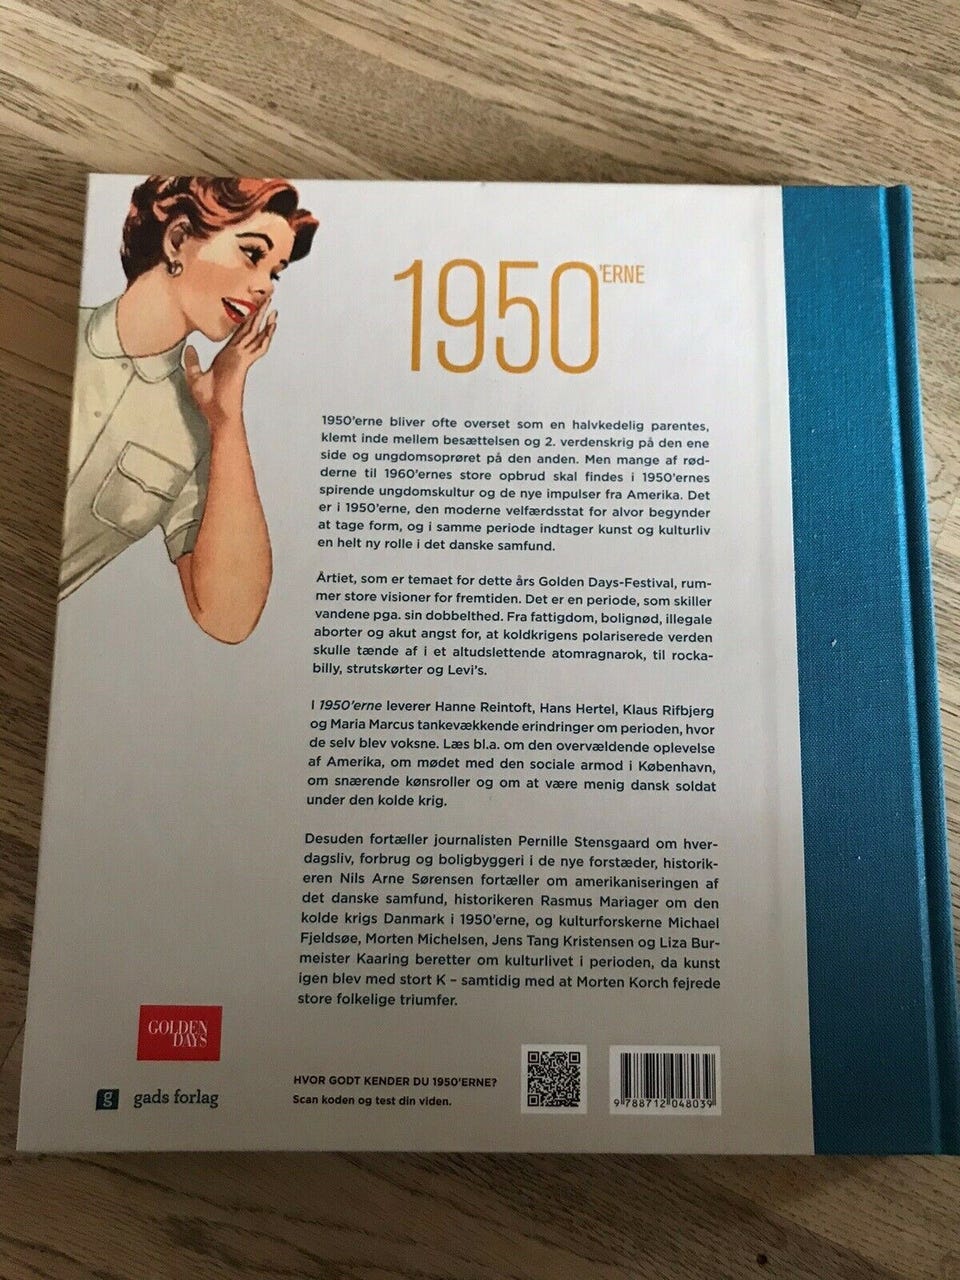 1950'ERNE
1950'erne bliver ofte overset som en halvkedelig parentes,
klemt inde mellem besættelsen og 2. verdenskrig på den ene
side og ungdomsoprøret på den anden. Men mange af rød-
derne til 1960'ernes store opbrud skal findes i 1950'ernes
spirende ungdomskultur og de nye impulser fra Amerika. Det
er i 1950'erne, den moderne velfærdsstat for alvor begynder
at tage form, og i samme periode indtager kunst og kulturliv
en helt ny rolle i det danske samfund.
Årtiet, som er temaet for dette års Golden Days-Festival, rum-
mer store visioner for fremtiden. Det er en periode, som skiller
vandene pga. sin dobbelthed. Fra fattigdom, bolignød, illegale
aborter og akut angst for, at koldkrigens polariserede verden
skulle tænde af i et altudslettende atomragnarok, til rocka-
billy, strutskørter og Levi's.
I 1950'erne leverer Hanne Reintoft, Hans Hertel, Klaus Rifbjerg
og Maria Marcus tankevækkende erindringer om perioden, hvor
de selv blev voksne. Læs bl.a. om den overvældende oplevelse
af Amerika, om mødet med den sociale armod i København,
om snærende kønsroller og om at være menig dansk soldat
under den kolde krig.
Desuden fortæller journalisten Pernille Stensgaard om hver-
dagsliv, forbrug og boligbyggeri i de nye forstæder, historik-
eren Nils Arne Sørensen fortæller om amerikaniseringen af
det danske samfund, historikeren Rasmus Mariager om den
kolde krigs Danmark i 1950'erne, og kulturforskerne Michael
Fjeldsøe, Morten Michelsen, Jens Tang Kristensen og Liza Bur-
meister Kaaring beretter om kulturlivet i perioden, da kunst
igen blev med stort K – samtidig med at Morten Korch fejrede
store folkelige triumfer.
GOLDEN
DAYS
g gads forlag
HVOR GODT KENDER DU 1950'ERNE?
Scan koden og test din viden.
9 788712 048039